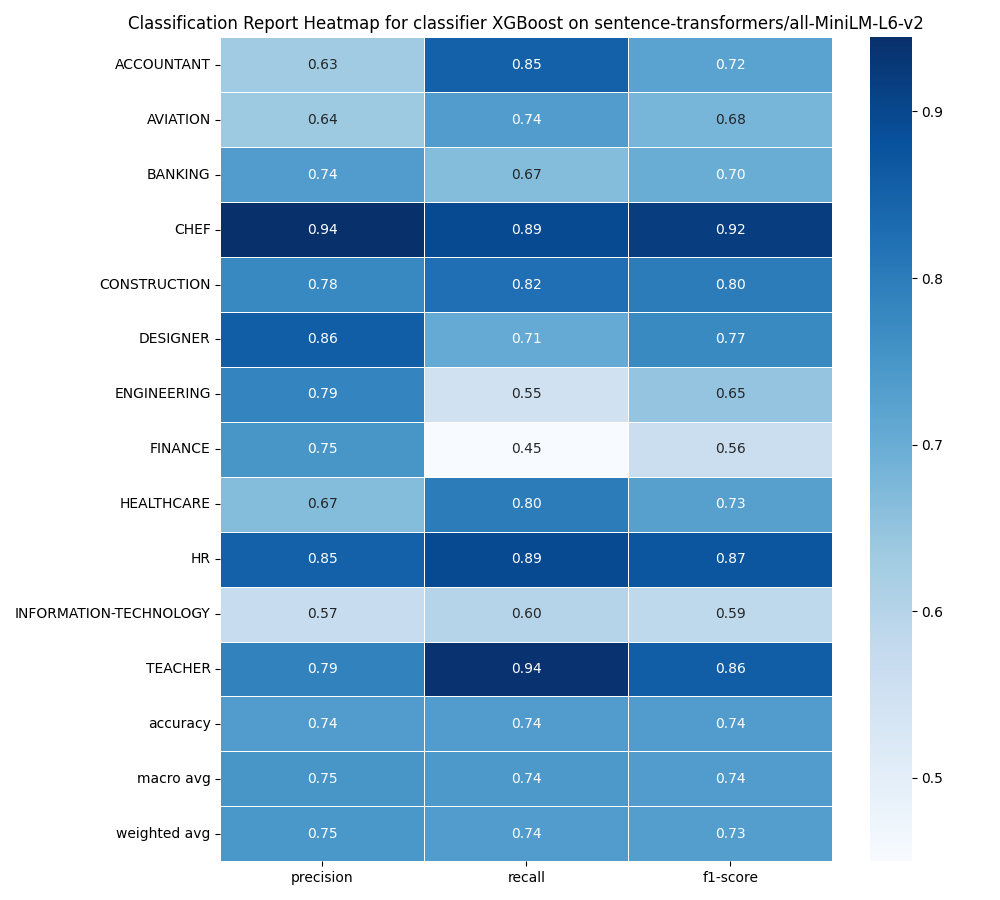 Classification Report Heatmap for classifier XGBoost on sentence-transformers/all-MiniLM-L6-v2
ACCOUNTANT 0.63 0.85 0.72
AVIATION 0.64 0.74 0.68
BANKING 0.74 0.67 0.70
CHEF 0.94 0.89 0.92
CONSTRUCTION 0.78 0.82 0.80
DESIGNER 0.86 0.71 0.77
ENGINEERING 0.79 0.55 0.65
FINANCE 0.75 0.45 0.56
HEALTHCARE 0.67 0.80 0.73
HR 0.85 0.89 0.87
INFORMATION-TECHNOLOGY 0.57 0.60 0.59
TEACHER 0.79 0.94 0.86
accuracy 0.74 0.74 0.74
macro avg 0.75 0.74 0.74
weighted avg 0.75 0.74 0.73
precision recall f1-score
0.9
0.8
0.7
0.6
0.5